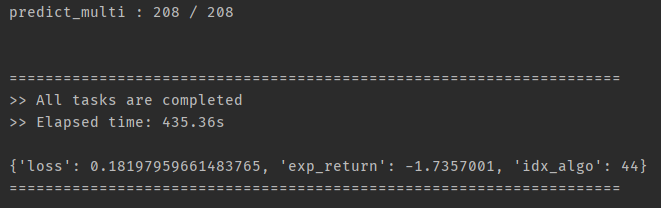 predict_multi : 208 / 208
====================================================================
>> All tasks are completed
>> Elapsed time: 435.36s
{'loss': 0.18197959661483765, 'exp_return': -1.7357001, 'idx_algo': 44}
====================================================================